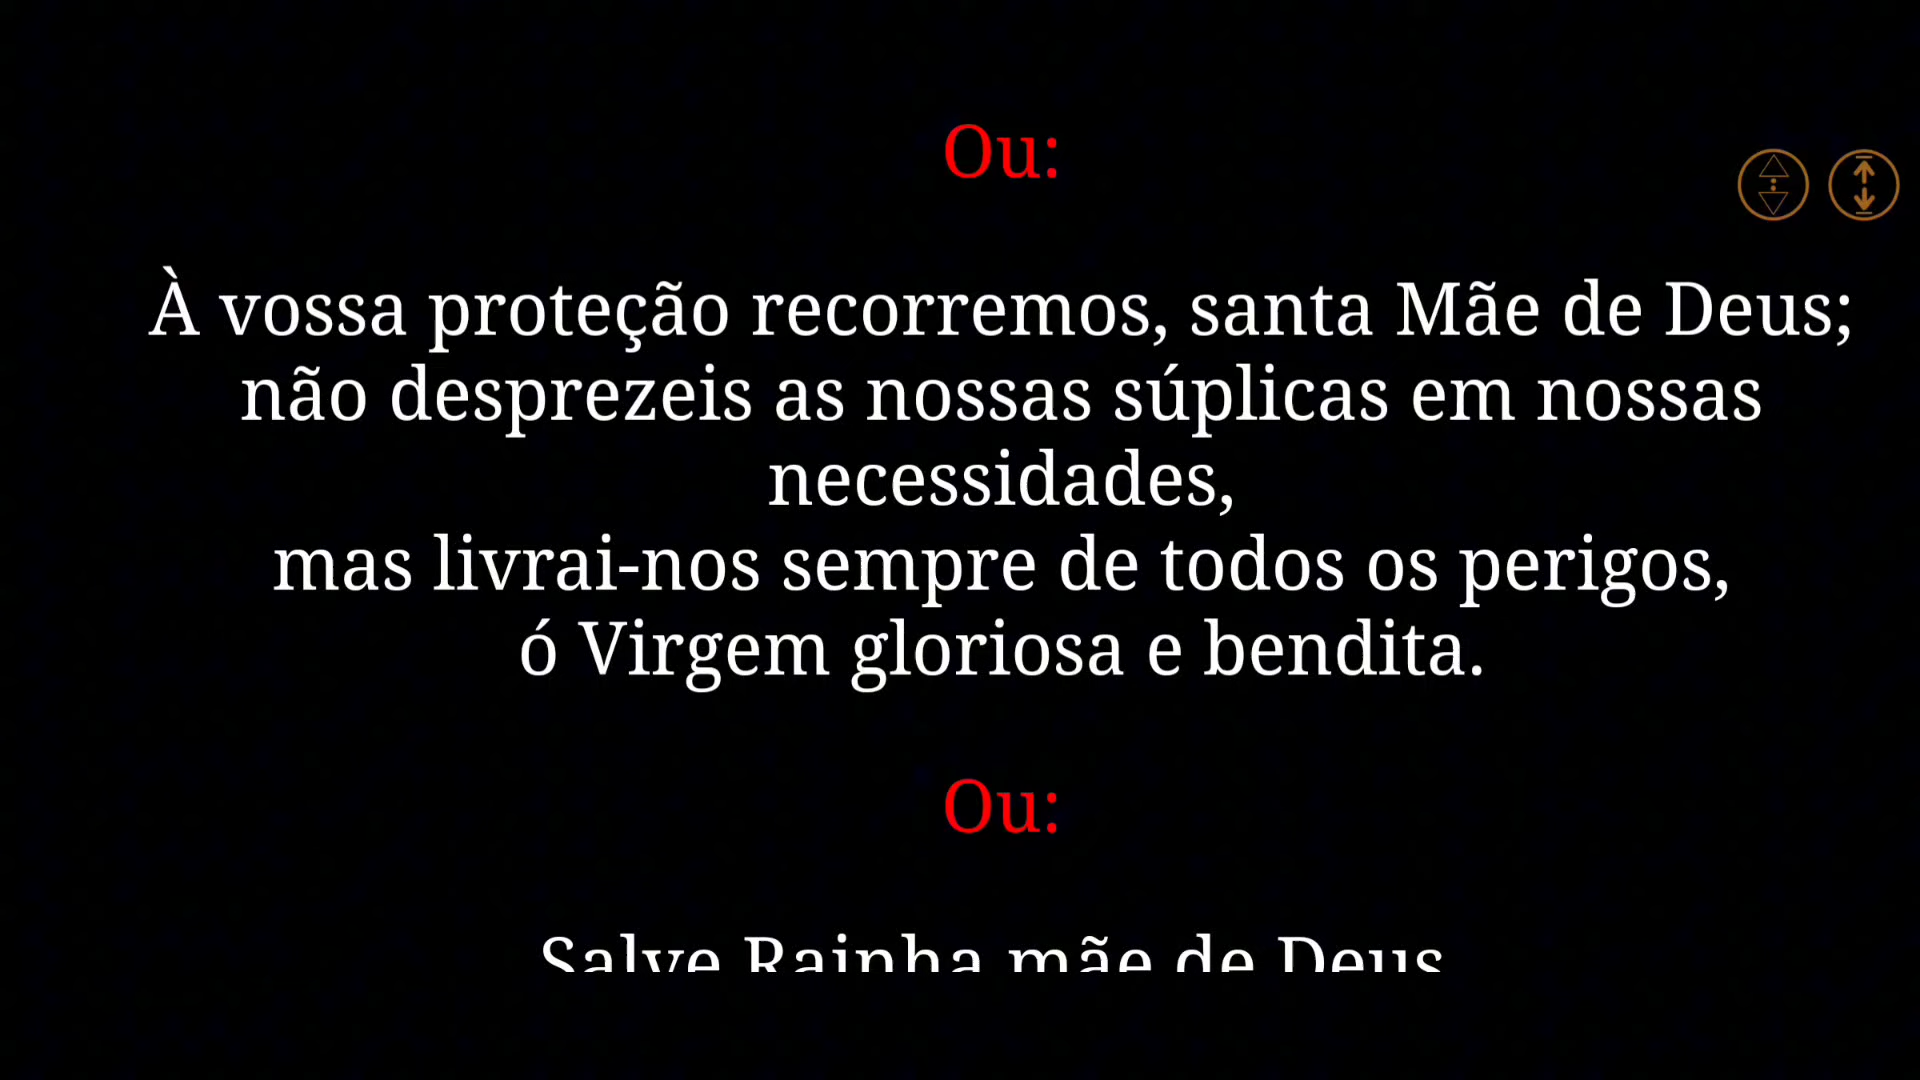 Ou:
À vossa proteção recorremos, santa Mãe de Deus;
não desprezeis as nossas súplicas em nossas
necessidades,
mas livrai-nos sempre de todos os perigos,
ó Virgem gloriosa e bendita.
Ou:
Salve Rainha mãe de Deus